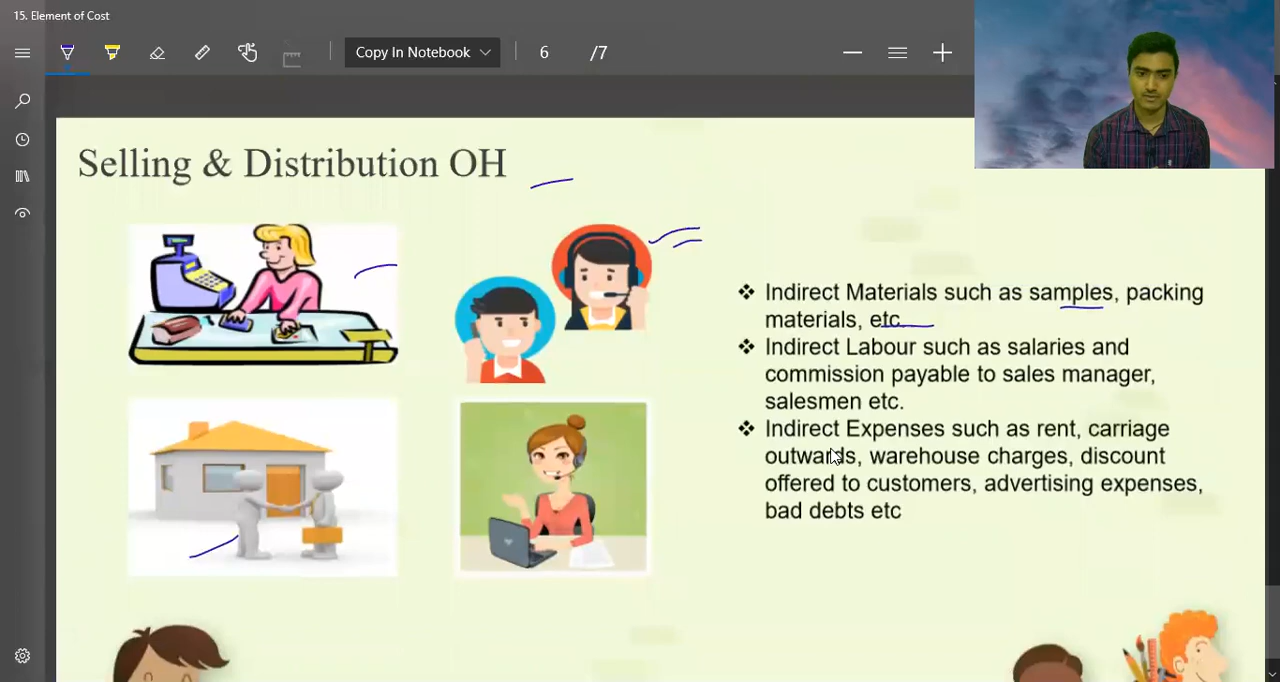 15. Element of Cost
Copy In Notebook
6
/7
Selling & Distribution OH
❖ Indirect Materials such as samples, packing
materials, etc
❖ Indirect Labour such as salaries and
commission payable to sales manager,
salesmen etc.
❖ Indirect Expenses such as rent, carriage
outwards, warehouse charges, discount
offered to customers, advertising expenses,
bad debts etc